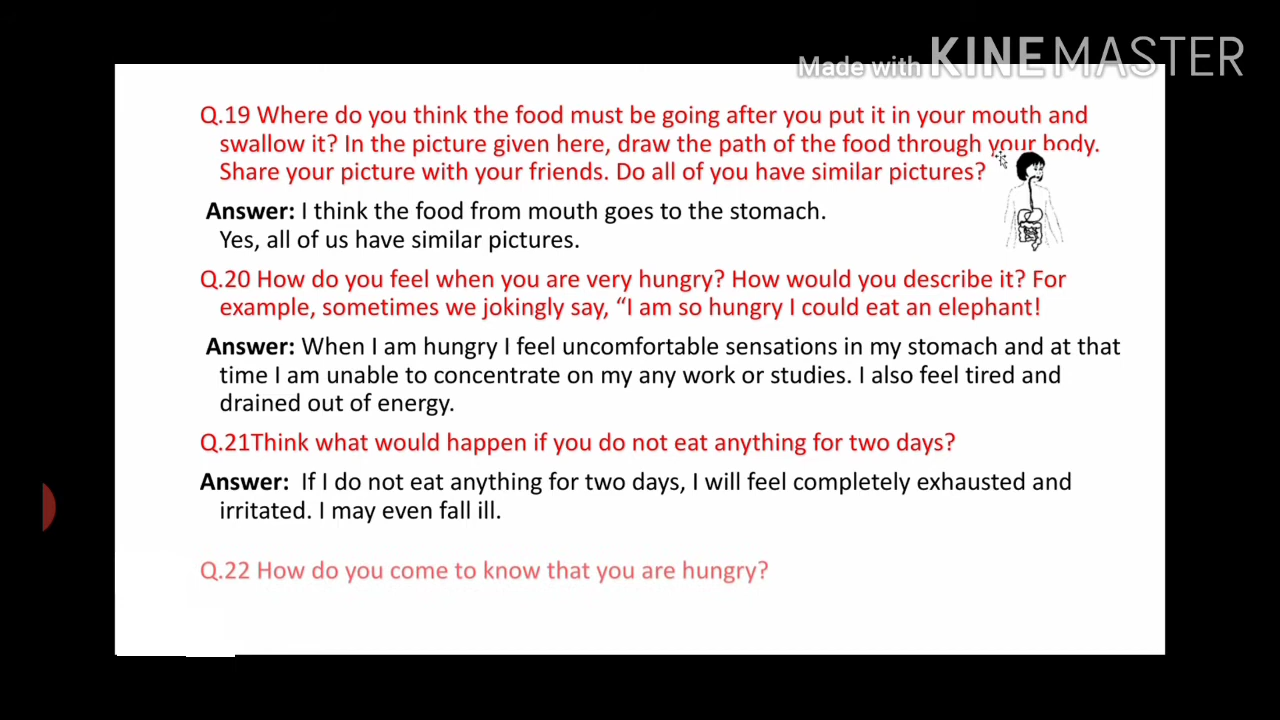 Made with KINEMASTER
Q.19 Where do you think the food must be going after you put it in your mouth and
swallow it? In the picture given here, draw the path of the food through your body.
Share your picture with your friends. Do all of you have similar pictures?
Answer: I think the food from mouth goes to the stomach.
Yes, all of us have similar pictures.
Q.20 How do you feel when you are very hungry? How would you describe it? For
example, sometimes we jokingly say, “I am so hungry I could eat an elephant!
Answer: When I am hungry I feel uncomfortable sensations in my stomach and at that
time I am unable to concentrate on my any work or studies. I also feel tired and
drained out of energy.
Q.21Think what would happen if you do not eat anything for two days?
Answer:  If I do not eat anything for two days, I will feel completely exhausted and
irritated. I may even fall ill.
Q.22 How do you come to know that you are hungry?